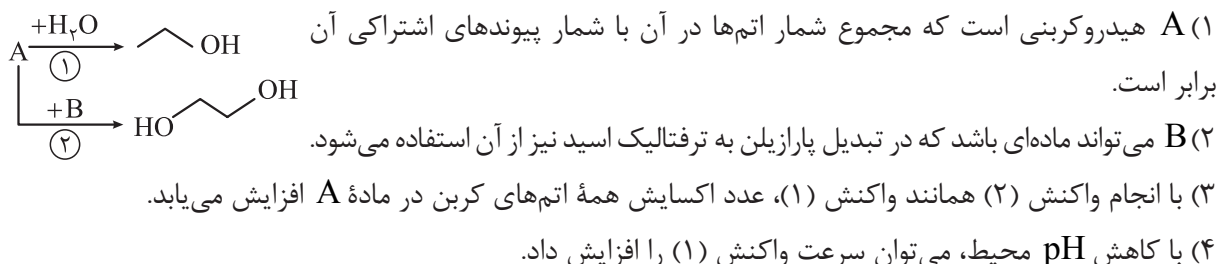 ۱) A هیدروکربنی است که مجموع شمار اتم‌ها در آن با شمار پیوندهای اشتراکی آن
برابر است.
۲) B می‌تواند ماده‌ای باشد که در تبدیل پارازیلن به ترفتالیک اسید نیز از آن استفاده می‌شود.
۳) با انجام واکنش (۲) همانند واکنش (۱)، عدد اکسایش همهٔ اتم‌های کربن در مادهٔ A افزایش می‌یابد.
۴) با کاهش pH محیط، می‌توان سرعت واکنش (۱) را افزایش داد.
A
+H۲O
۱
OH
+B
۲
HO
OH